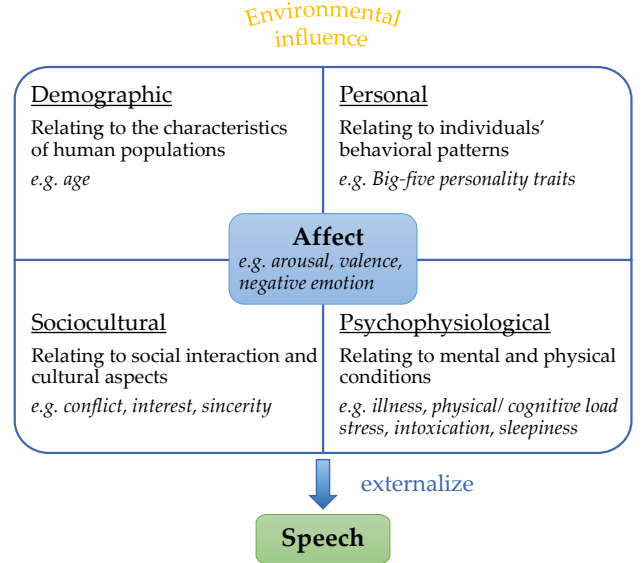 Environmental
influence
Demographic
Relating to the characteristics
of human populations
e.g. age
Personal
Relating to individuals’
behavioral patterns
e.g. Big-five personality traits
Affect
e.g. arousal, valence,
negative emotion
Sociocultural
Relating to social interaction and
cultural aspects
e.g. conflict, interest, sincerity
Psychophysiological
Relating to mental and physical
conditions
e.g. illness, physical/ cognitive load
stress, intoxication, sleepiness
externalize
Speech